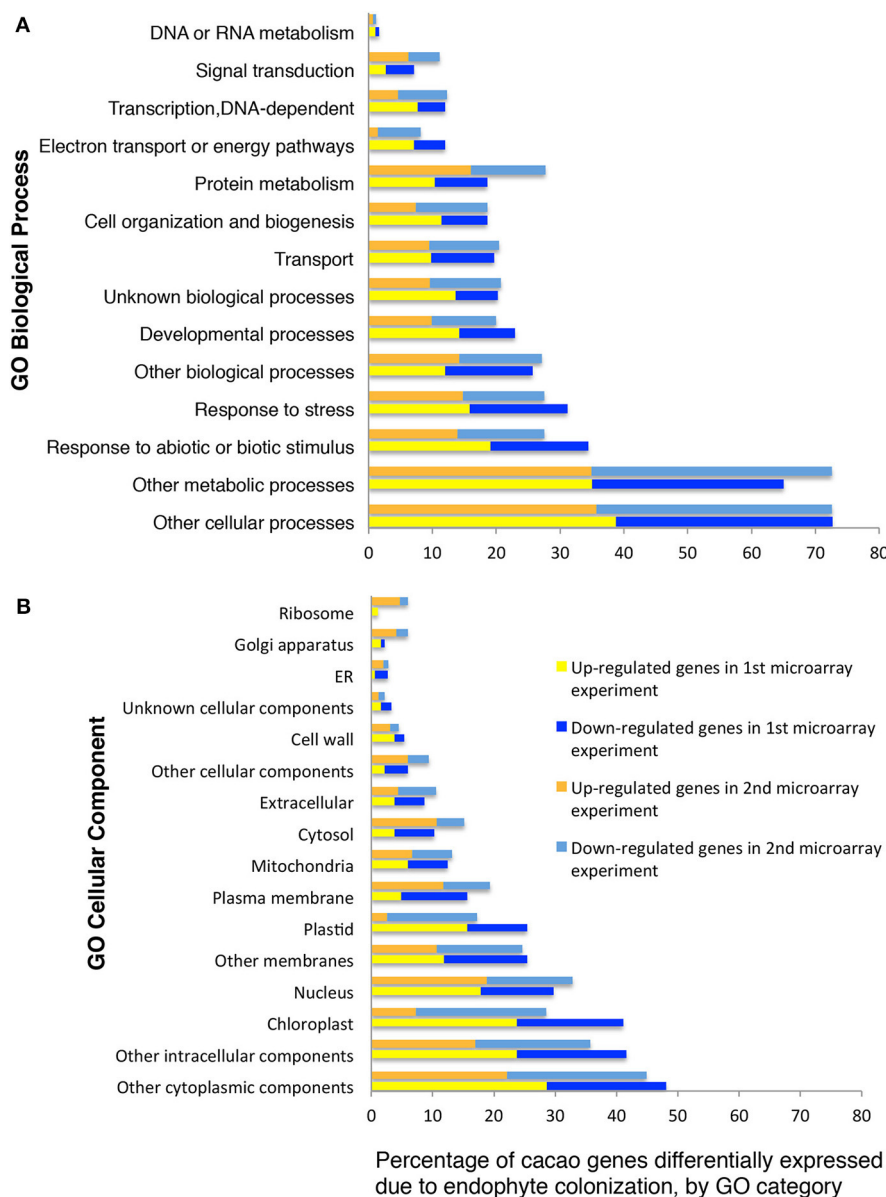 A
GO Biological Process
DNA or RNA metabolism
Signal transduction
Transcription,DNA-dependent
Electron transport or energy pathways
Protein metabolism
Cell organization and biogenesis
Transport
Unknown biological processes
Developmental processes
Other biological processes
Response to stress
Response to abiotic or biotic stimulus
Other metabolic processes
Other cellular processes
0 10 20 30 40 50 60 70 80
B
GO Cellular Component
Ribosome
Golgi apparatus
ER
Unknown cellular components
Cell wall
Other cellular components
Extracellular
Cytosol
Mitochondria
Plasma membrane
Plastid
Other membranes
Nucleus
Chloroplast
Other intracellular components
Other cytoplasmic components
0 10 20 30 40 50 60 70 80
Up-regulated genes in 1st microarray
experiment
Down-regulated genes in 1st microarray
experiment
Up-regulated genes in 2nd microarray
experiment
Down-regulated genes in 2nd microarray
experiment
Percentage of cacao genes differentially expressed
due to endophyte colonization, by GO category